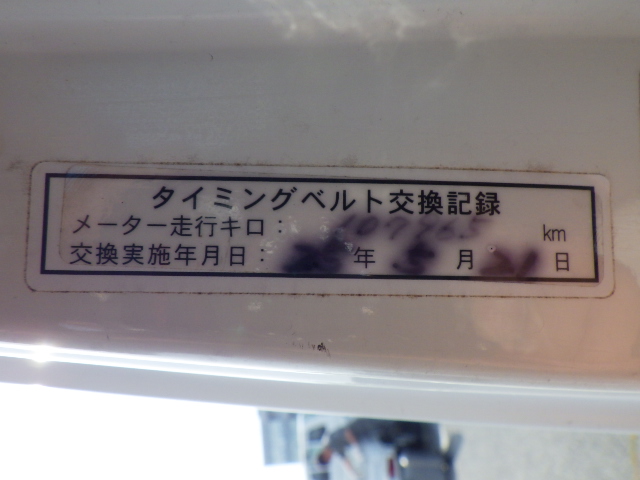 タイミングベルト交換記録
メーター走行キロ： km
交換実施年月日： 年 月 日